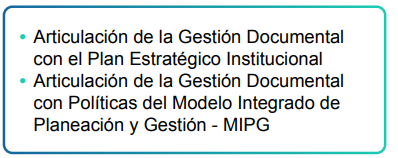 • Articulación de la Gestión Documental
con el Plan Estratégico Institucional
• Articulación de la Gestión Documental
con Políticas del Modelo Integrado de
Planeación y Gestión - MIPG